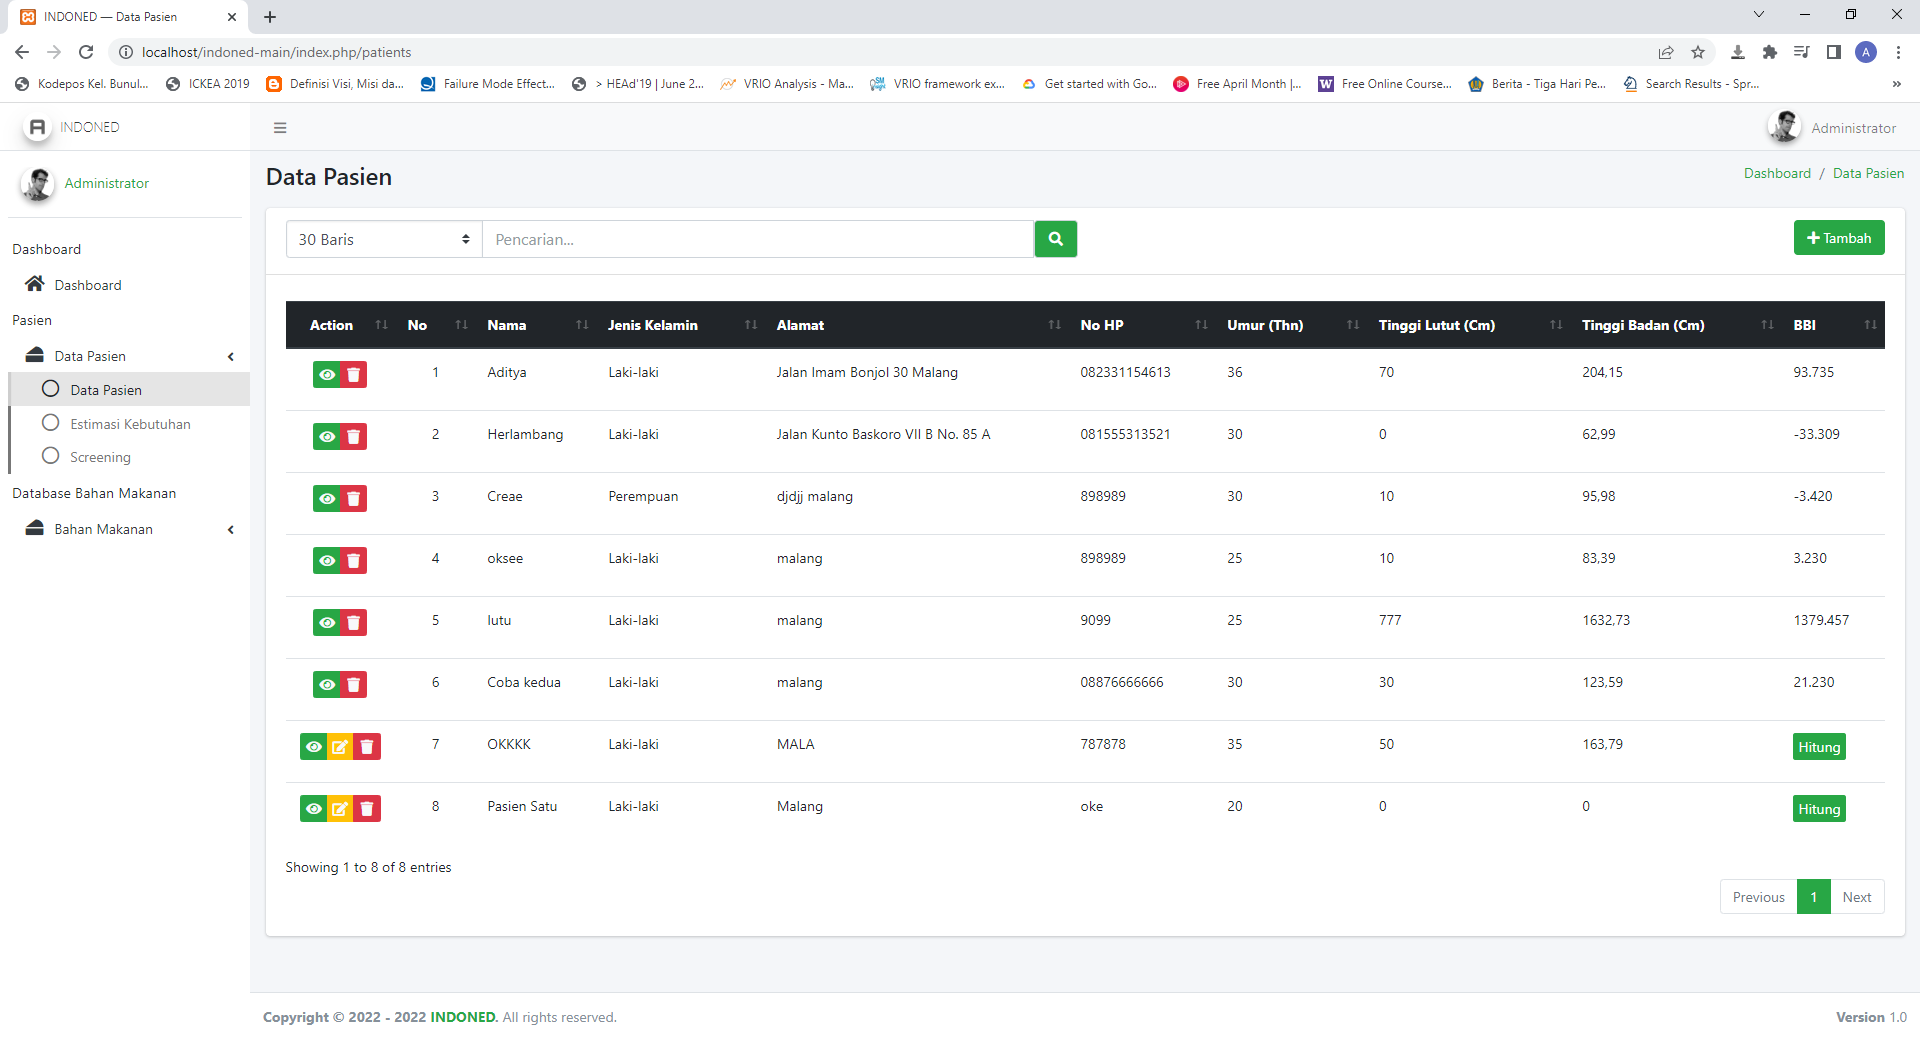 INDONED — Data Pasien
localhost/indoned-main/index.php/patients
A
Kodepos Kel. Bunul... ICKEA 2019 Definisi Visi, Misi da... Failure Mode Effect... > HEAd'19 | June 2... VRIO Analysis - Ma... VRIO framework ex... Get started with Go... Free April Month |... Free Online Course... Berita - Tiga Hari Pe... Search Results - Spr... »
INDONED
Administrator
Administrator
Dashboard
Dashboard
Pasien
Data Pasien
Data Pasien
Estimasi Kebutuhan
Screening
Database Bahan Makanan
Bahan Makanan
Data Pasien
Dashboard / Data Pasien
30 Baris Pencarian... Tambah
Action No Nama Jenis Kelamin Alamat No HP Umur (Thn) Tinggi Lutut (Cm) Tinggi Badan (Cm) BBI
1 Aditya Laki-laki Jalan Imam Bonjol 30 Malang 082331154613 36 70 204,15 93.735
2 Herlambang Laki-laki Jalan Kunto Baskoro VII B No. 85 A 081555313521 30 0 62,99 -33.309
3 Creae Perempuan djdjj malang 898989 30 10 95,98 -3.420
4 oksee Laki-laki malang 898989 25 10 83,39 3.230
5 lutu Laki-laki malang 9099 25 777 1632,73 1379.457
6 Coba kedua Laki-laki malang 08876666666 30 30 123,59 21.230
7 OKKKK Laki-laki MALA 787878 35 50 163,79 Hitung
8 Pasien Satu Laki-laki Malang oke 20 0 0 Hitung
Showing 1 to 8 of 8 entries
Previous 1 Next
Copyright © 2022 - 2022 INDONED. All rights reserved.
Version 1.0